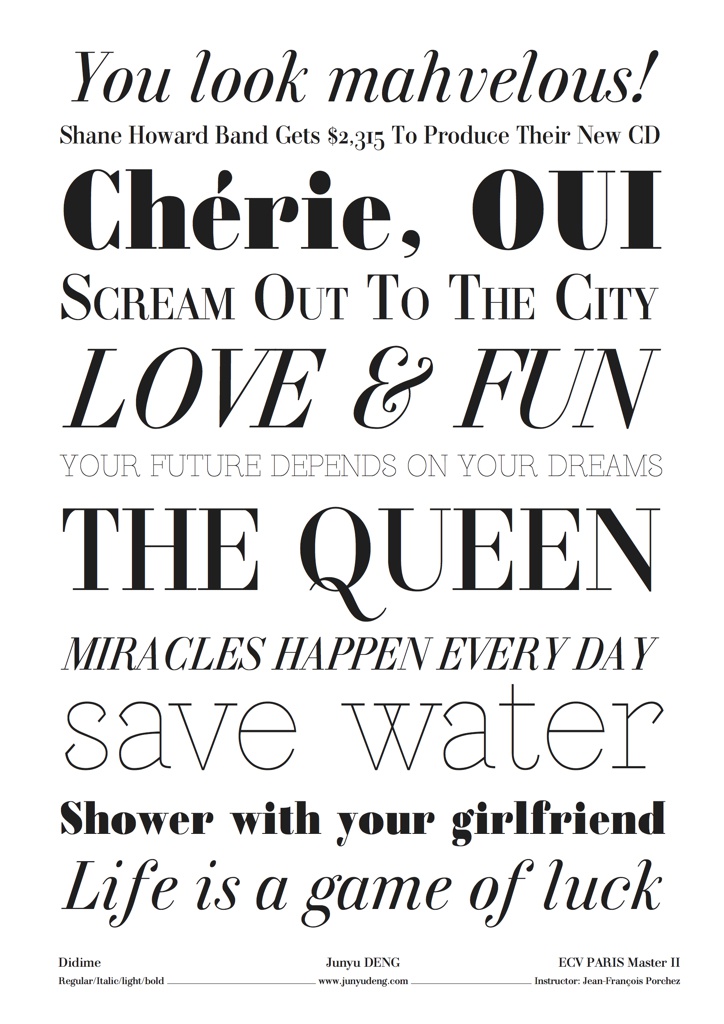 You look mahvelous!
Shane Howard Band Gets $2,315 To Produce Their New CD
Chérie, OUI
Scream Out To The City
LOVE & FUN
YOUR FUTURE DEPENDS ON YOUR DREAMS
THE QUEEN
MIRACLES HAPPEN EVERY DAY
save water
Shower with your girlfriend
Life is a game of luck
Didime Junyu DENG ECV PARIS Master II
Regular/Italic/light/bold www.junyudeng.com Instructor: Jean-François Porchez